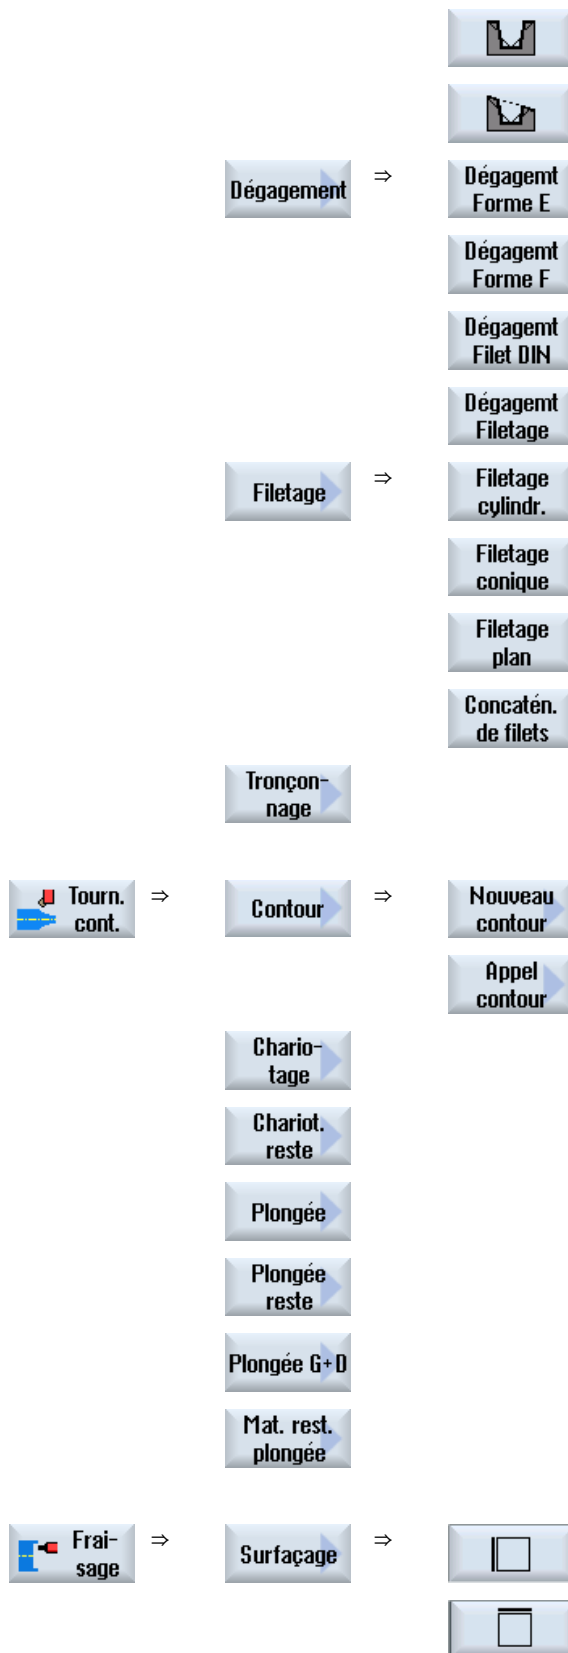 Dégagement ⇒ Dégagemt
Forme E
Dégagemt
Forme F
Dégagemt
Filet DIN
Dégagemt
Filetage
Filetage ⇒ Filetage
cylindr.
Filetage
conique
Filetage
plan
Concatén.
de filets
Tronçon-
nage
Tourn.
cont. ⇒ Contour ⇒ Nouveau
contour
Appel
contour
Chario-
tage
Chariot.
reste
Plongée
Plongée
reste
Plongée G+D
Mat. rest.
plongée
Frai-
sage ⇒ Surfaçage ⇒